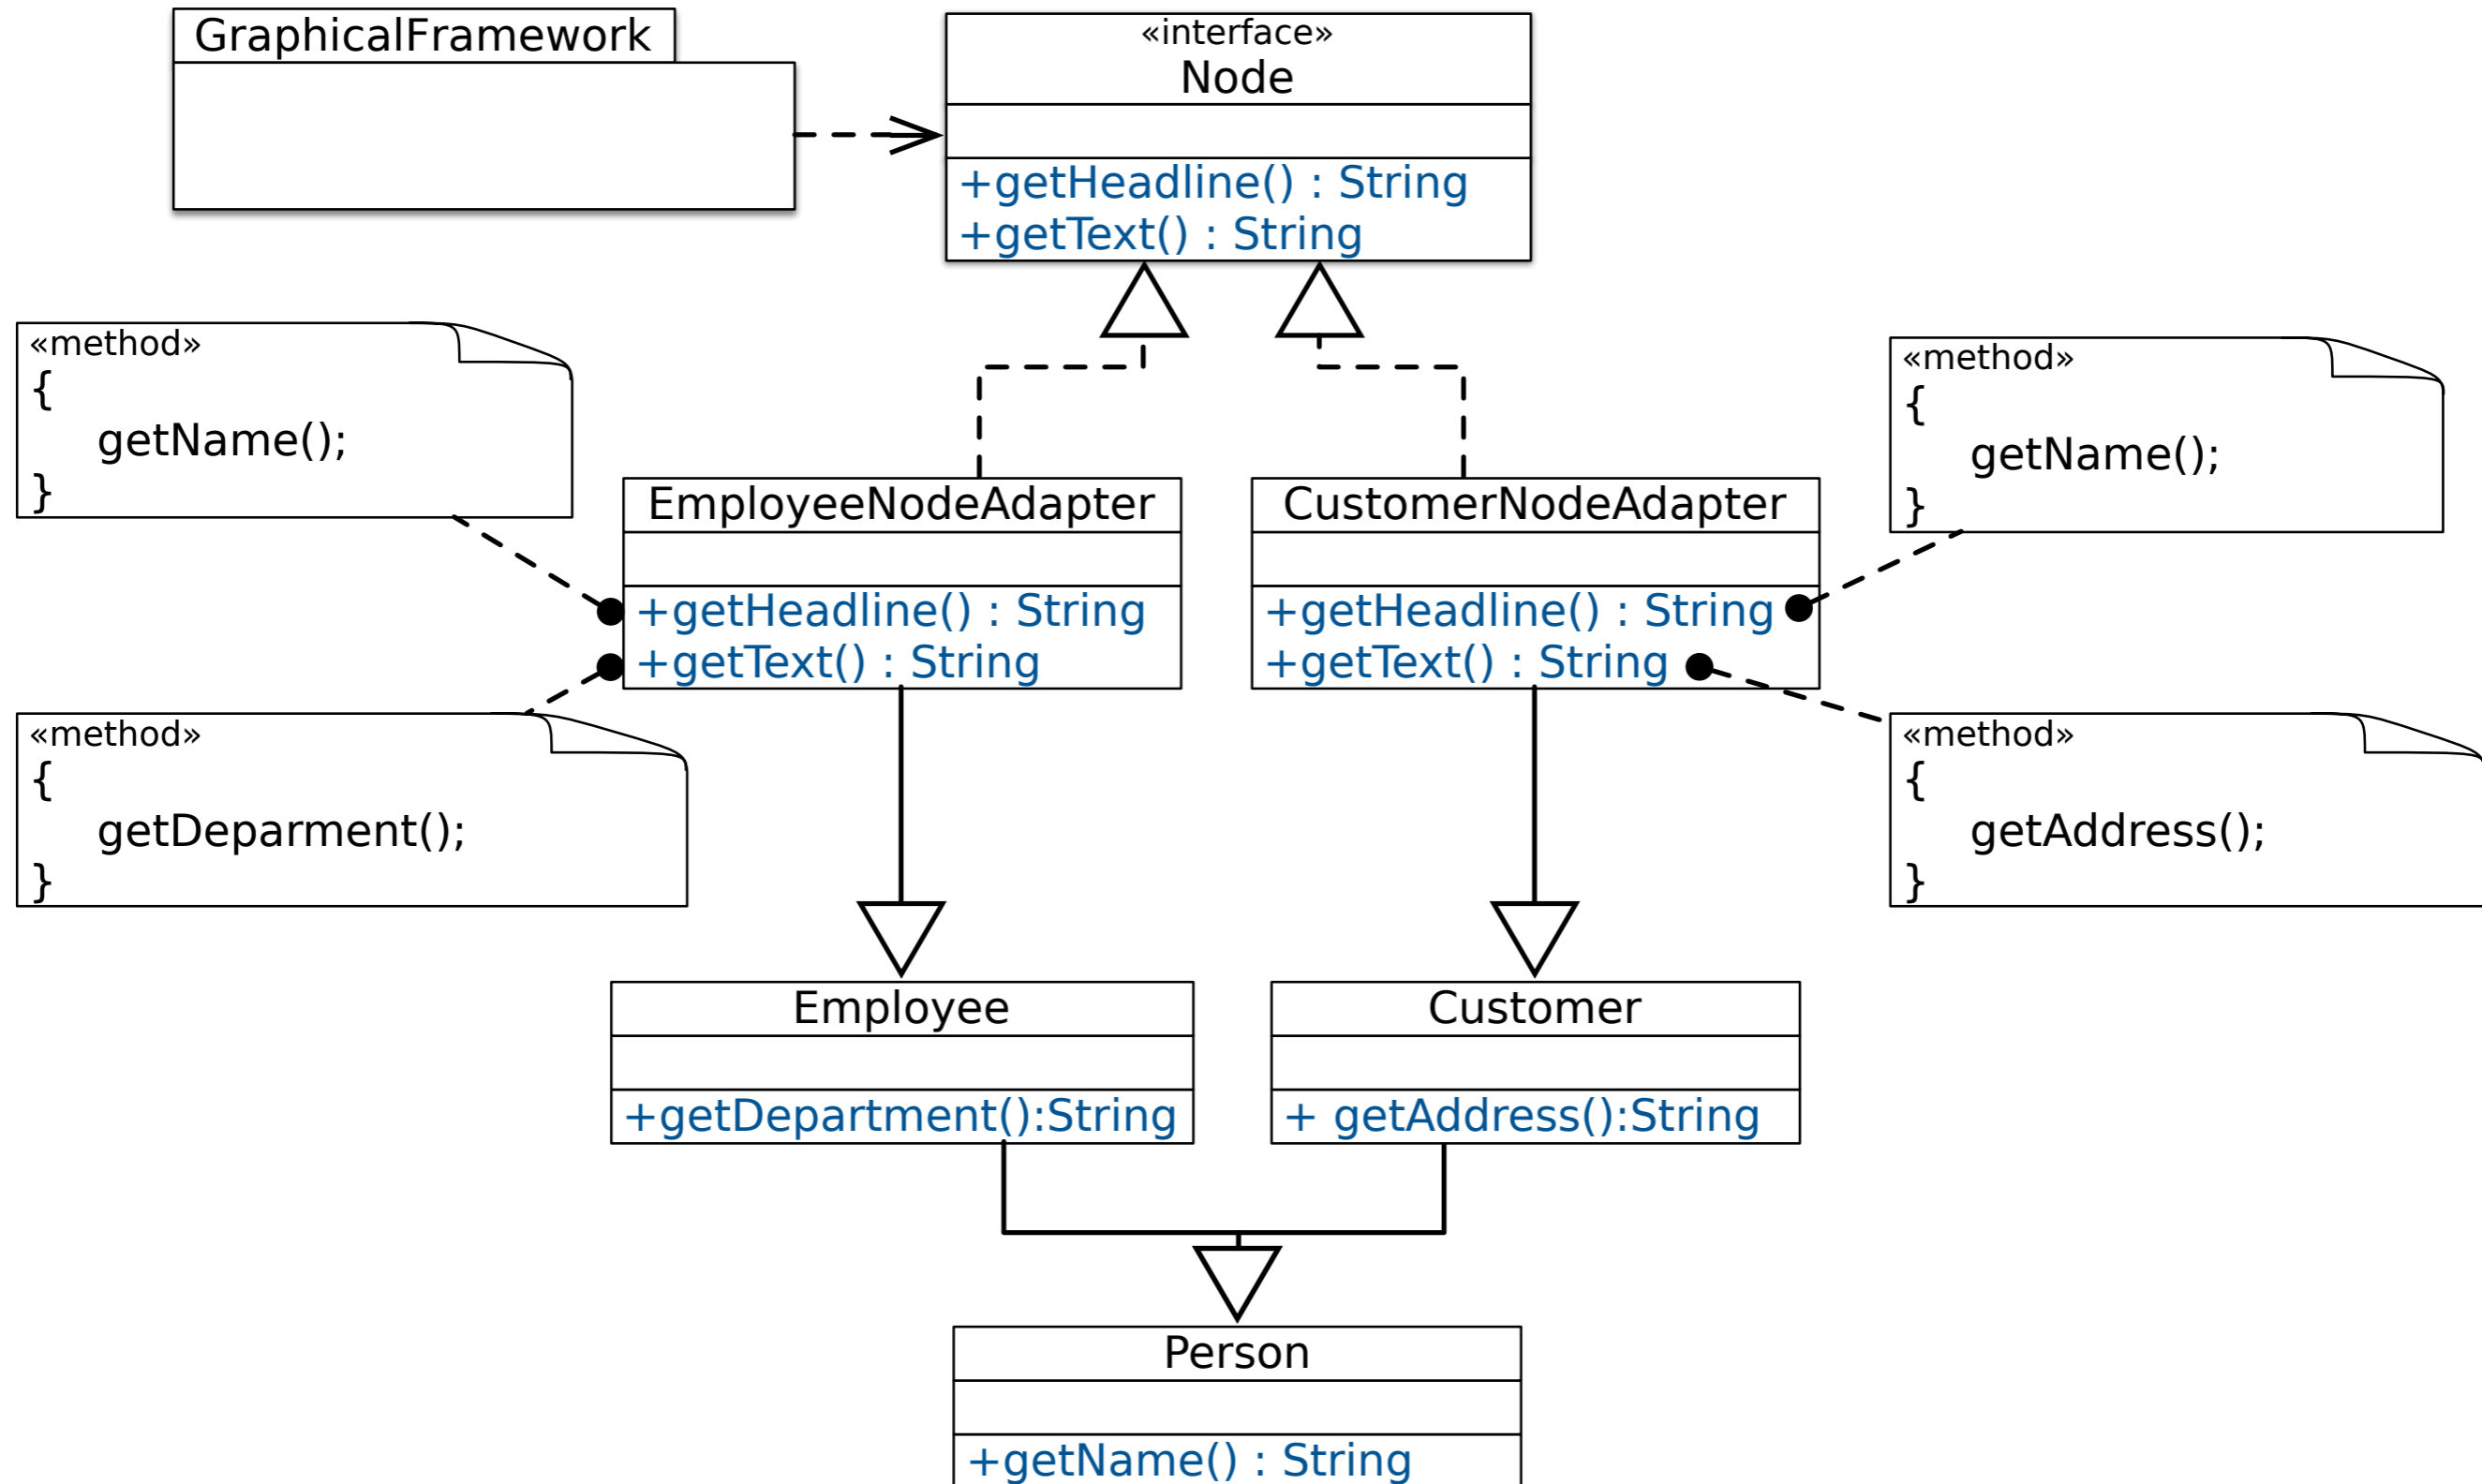 GraphicalFramework
«interface»
Node
+getHeadline() : String
+getText() : String
«method»
{
getName();
}
«method»
{
getName();
}
EmployeeNodeAdapter
+getHeadline() : String
+getText() : String
CustomerNodeAdapter
+getHeadline() : String
+getText() : String
«method»
{
getDeparment();
}
«method»
{
getAddress();
}
Employee
+getDepartment():String
Customer
+ getAddress():String
Person
+getName() : String